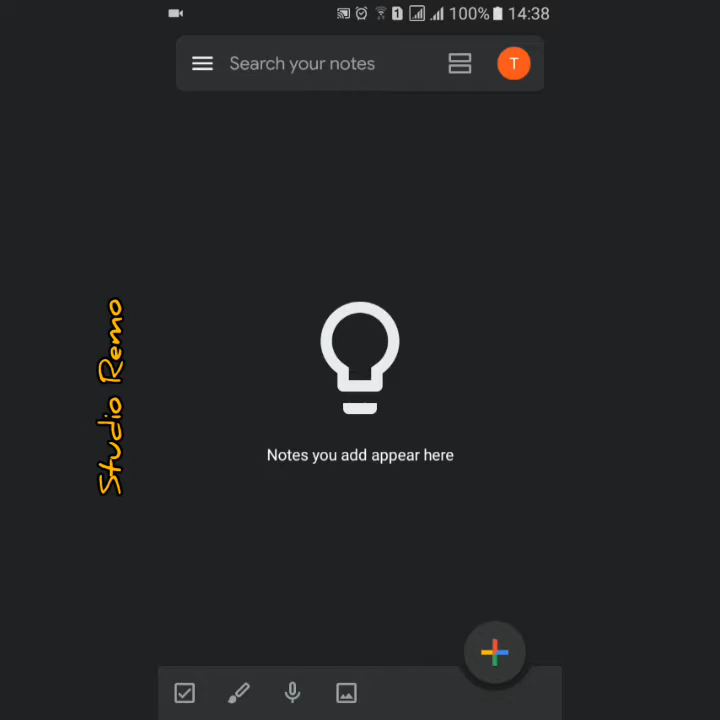 100% 14:38
Search your notes
T
Studio Remo
Notes you add appear here